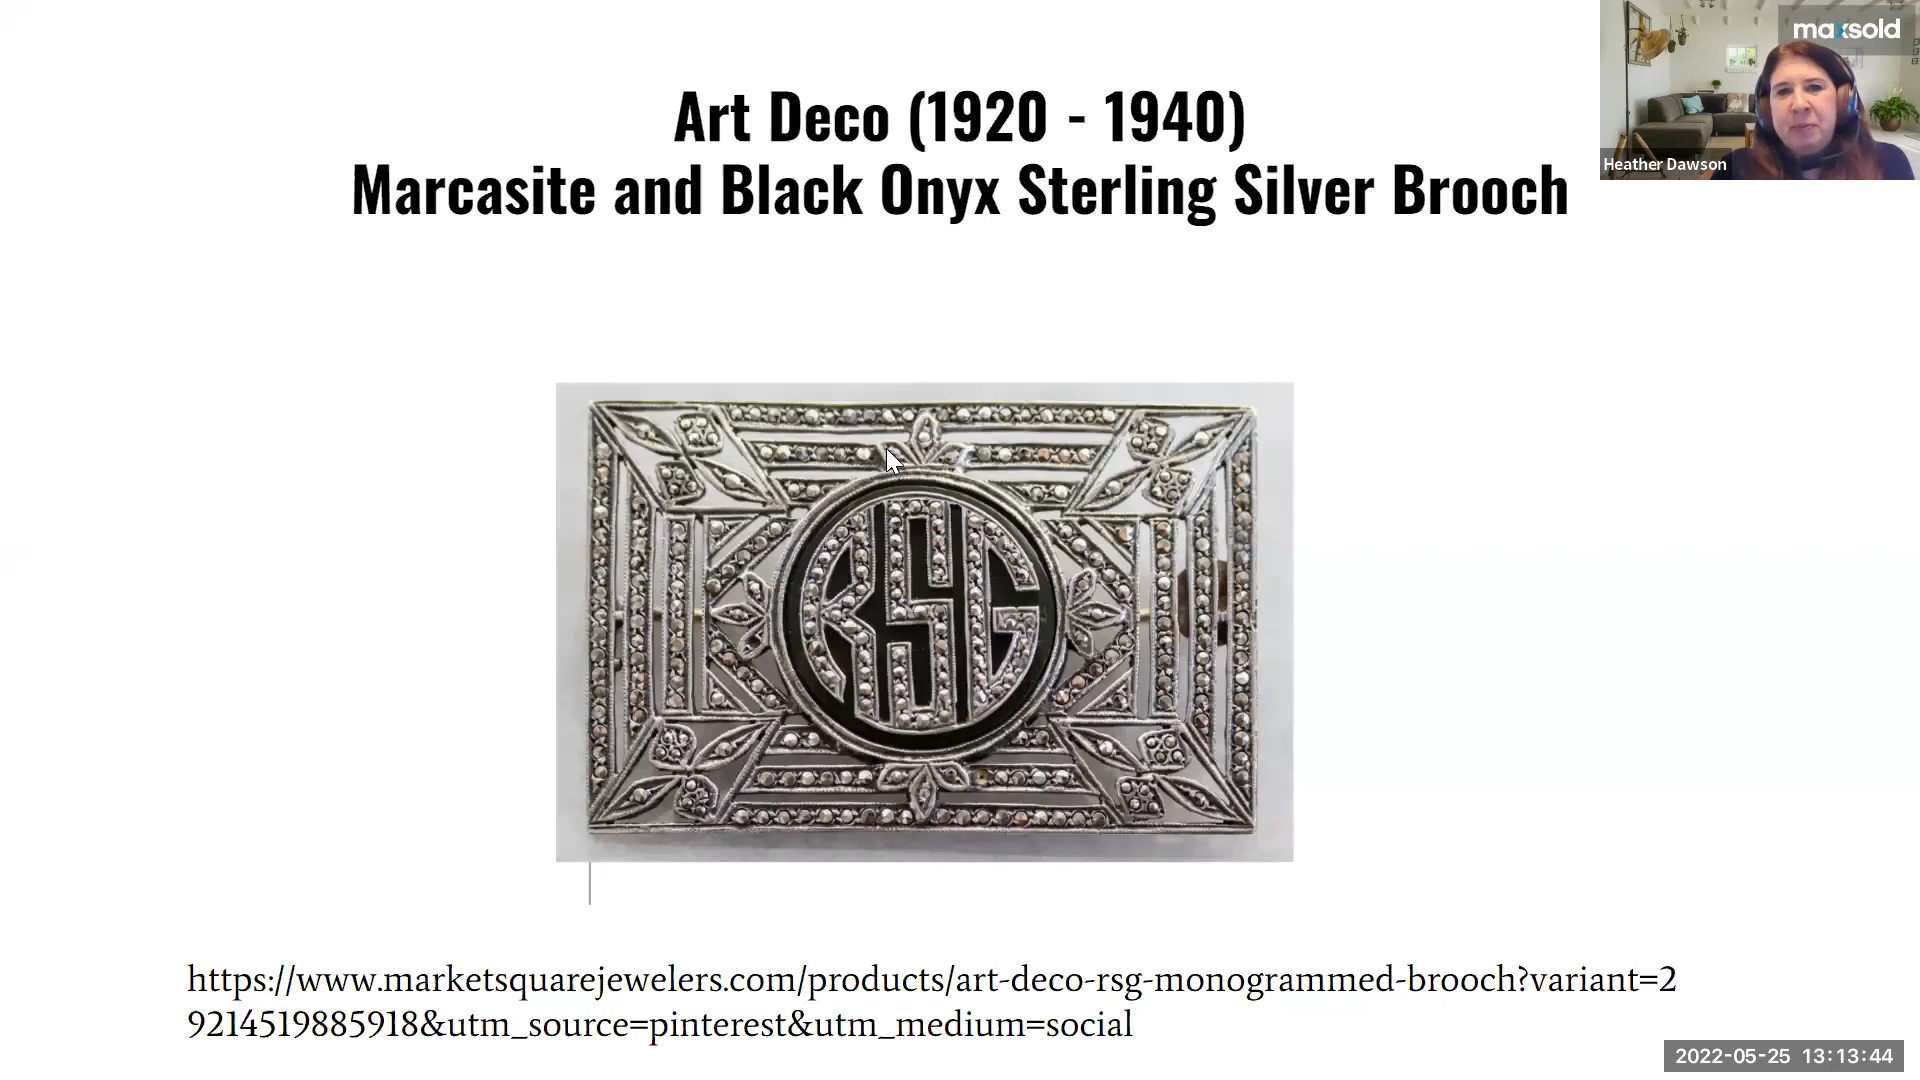 maxsold
Art Deco (1920 - 1940)
Marcasite and Black Onyx Sterling Silver Brooch
Heather Dawson
RSG
https://www.marketsquarejewelers.com/products/art-deco-rsg-monogrammed-brooch?variant=2
9214519885918&utm_source=pinterest&utm_medium=social
2022-05-25 13:13:44